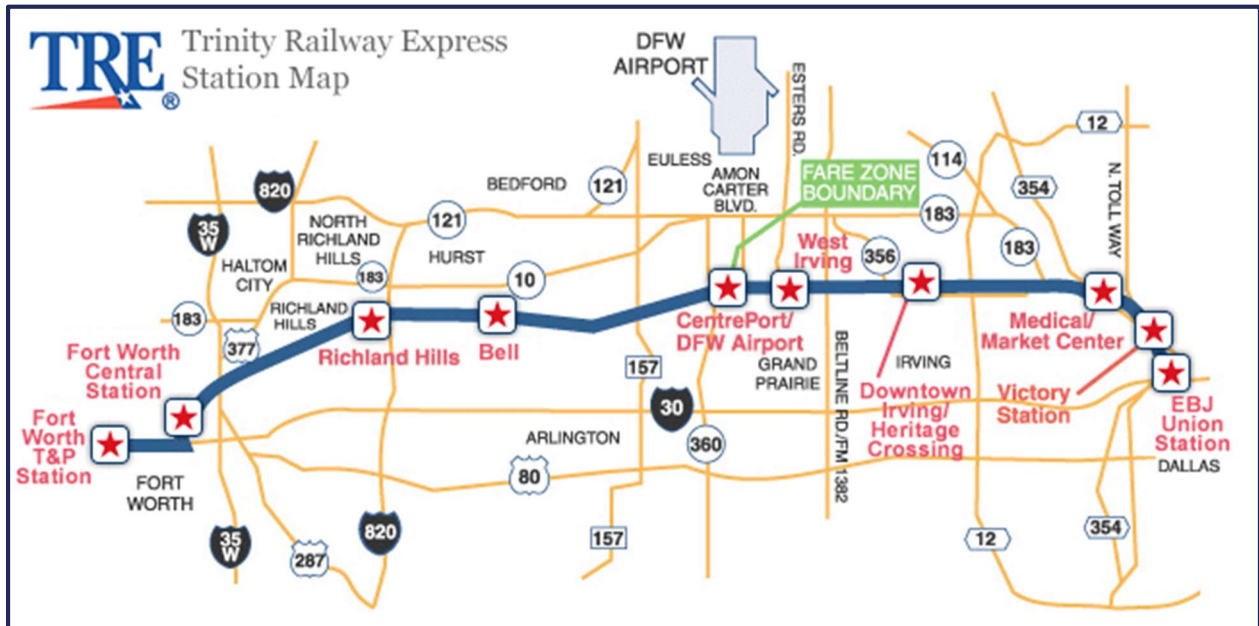 TRE®
Trinity Railway Express
Station Map
DFW
AIRPORT
ESTERS RD.
12
N. TOLL WAY
820
BEDFORD
121
EULESS
AMON
CARTER
BLVD.
FARE ZONE
BOUNDARY
114
354
35
W
NORTH
RICHLAND
HILLS
121
HURST
183
183
HALTOM
CITY
183
10
West
Irving
356
183
RICHLAND
HILLS
377
Richland Hills
Bell
CentrePort/
DFW Airport
Medical/
Market Center
Fort Worth
Central
Station
157
GRAND
PRAIRIE
BELTLINE RD./FM 1382
IRVING
Downtown
Irving/
Heritage
Crossing
Victory
Station
EBJ
Union
Station
Fort
Worth
T&P
Station
30
ARLINGTON
360
DALLAS
FORT
WORTH
80
35
W
287
820
157
12
354